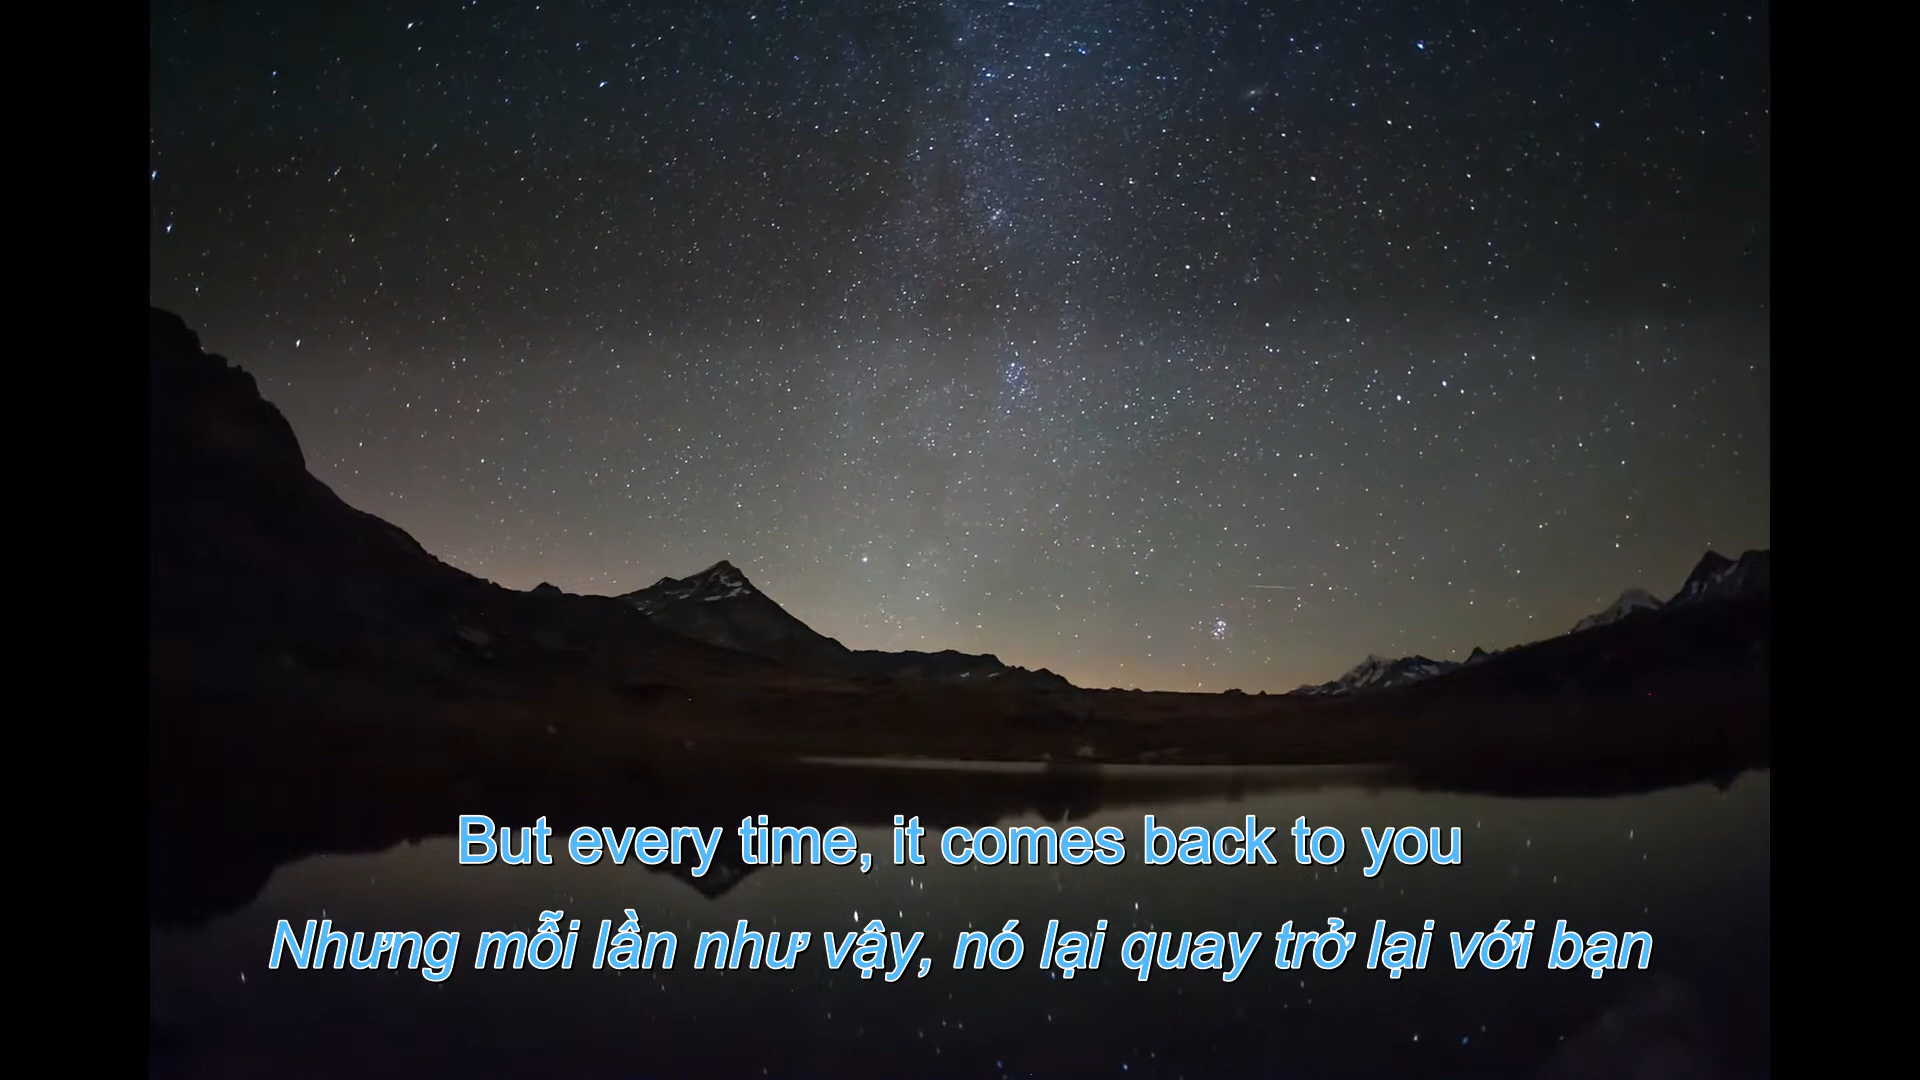 But every time, it comes back to you
Nhưng mỗi lần như vậy, nó lại quay trở lại với bạn